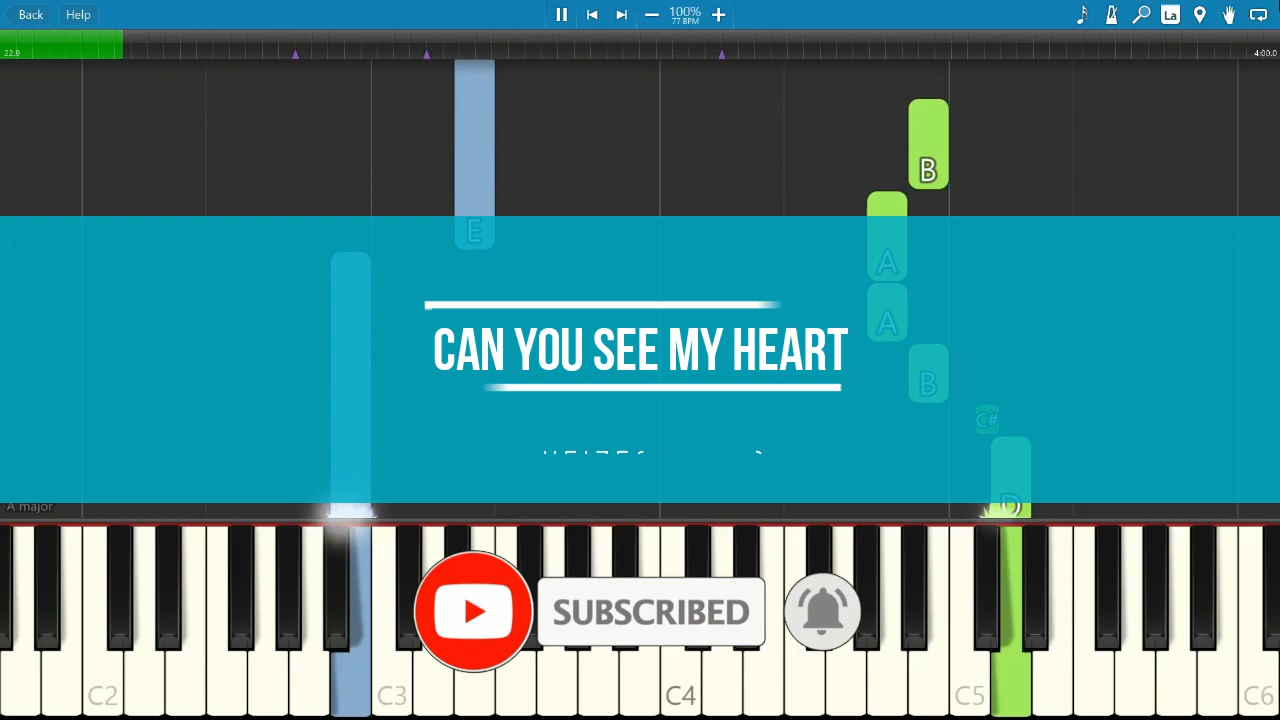 Back Help 100% La
77 BPM
22.9 4:00.0
B
E
A
A
CAN YOU SEE MY HEART
B
C#
D
A major
SUBSCRIBED
C2 C3 C4 C5 C6